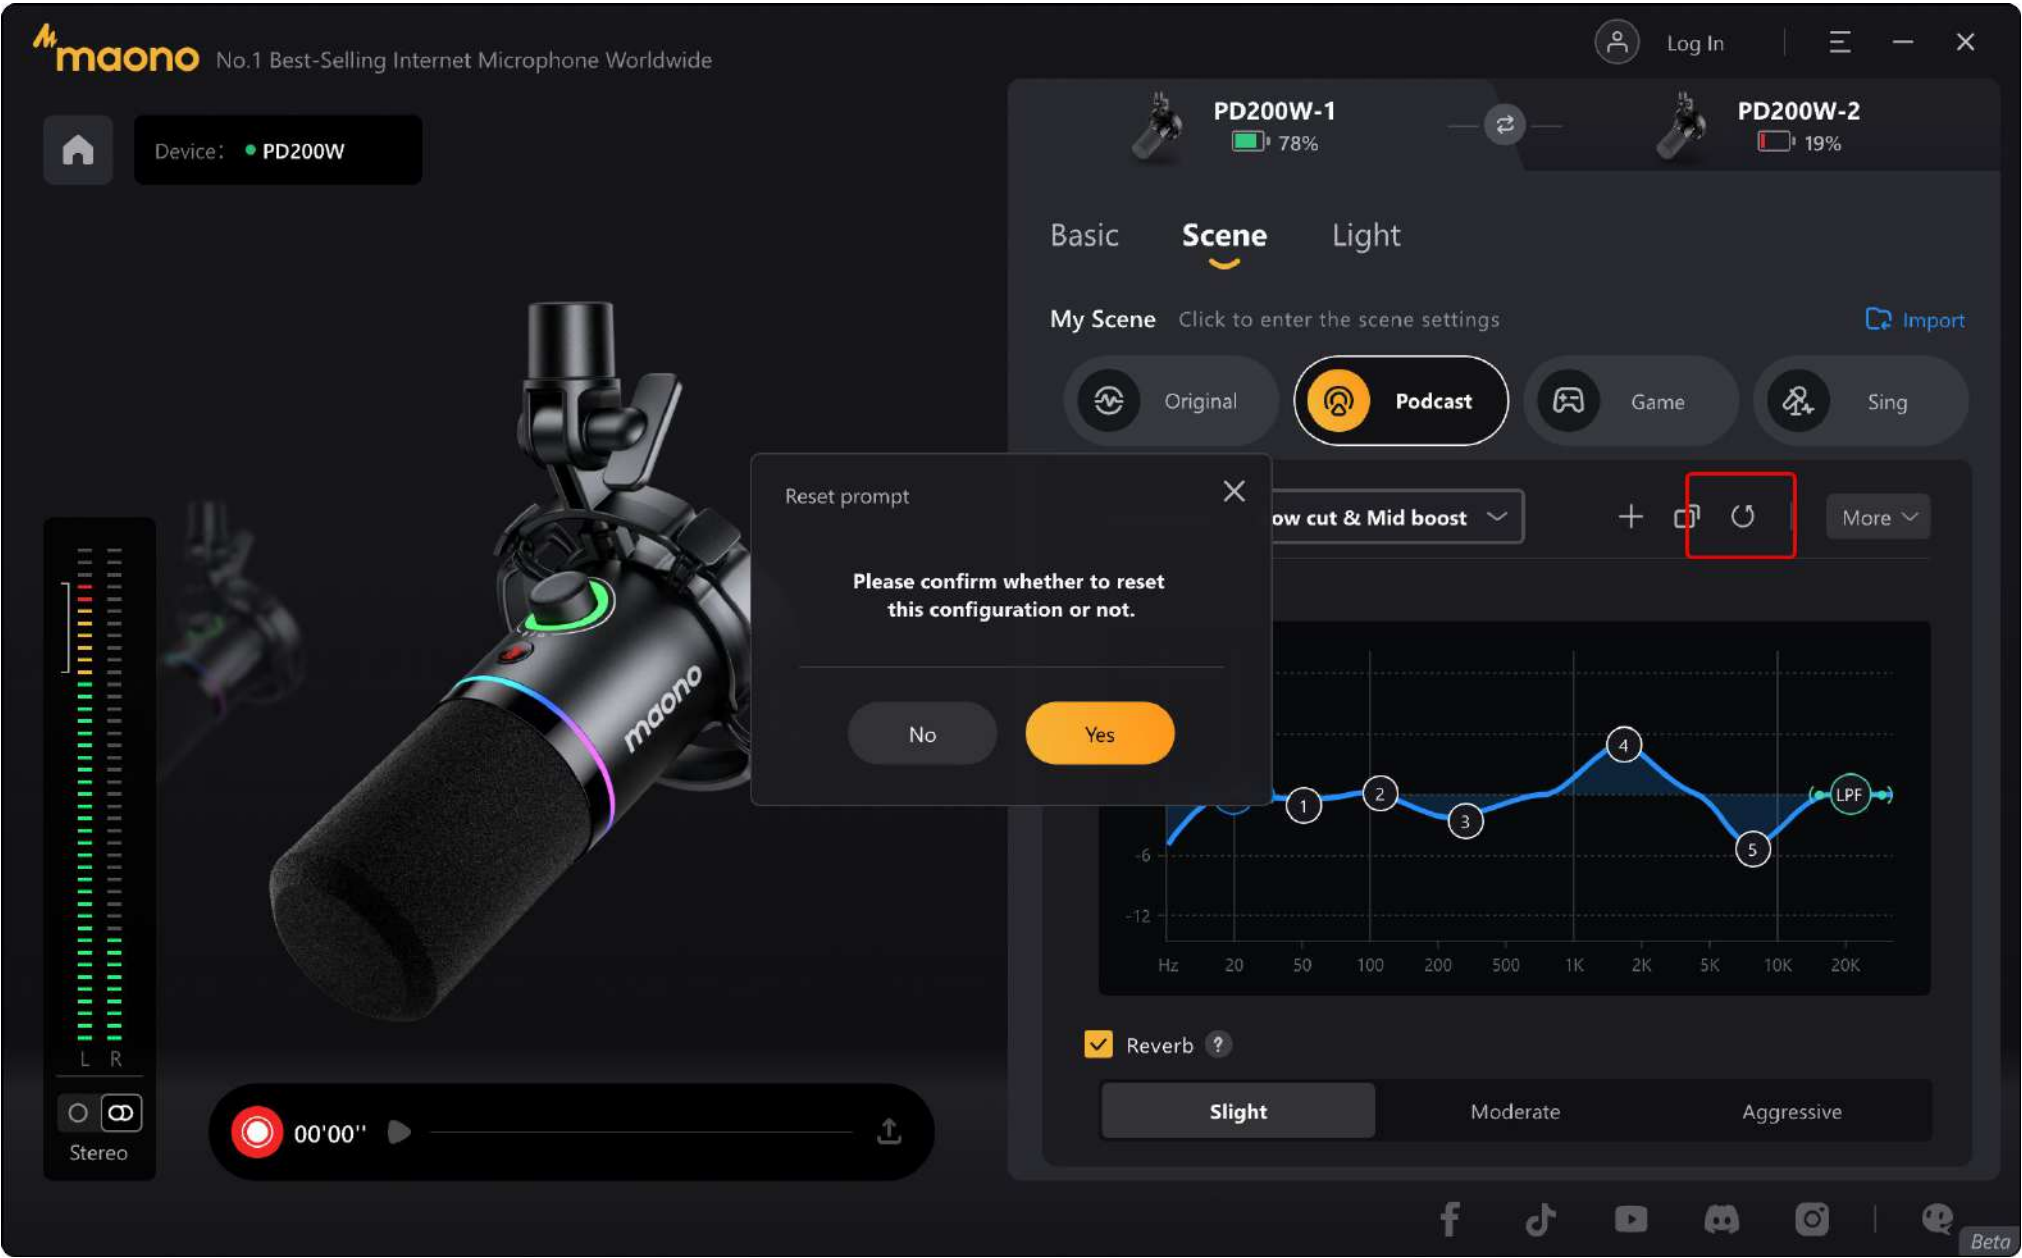 maono No.1 Best-Selling Internet Microphone Worldwide
Log In
Device: PD200W
PD200W-1
78%
PD200W-2
19%
Basic Scene Light
My Scene Click to enter the scene settings
Import
Original Podcast Game Sing
Reset prompt
ow cut & Mid boost
More
Please confirm whether to reset
this configuration or not.
No Yes
maono
1 2 3 4 5 LPF
-6
-12
Hz 20 50 100 200 500 1K 2K 5K 10K 20K
L R
Stereo
00'00''
Reverb ?
Slight Moderate Aggressive
Beta